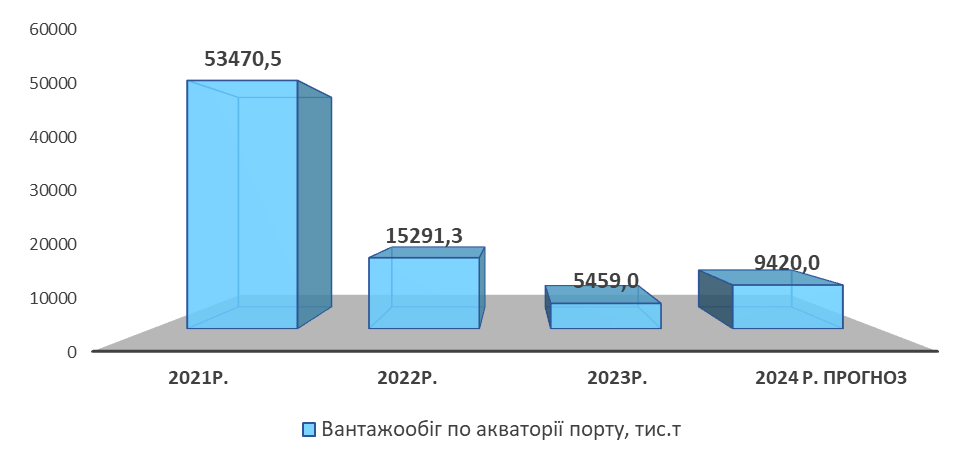 60000
53470,5
50000
40000
30000
20000
15291,3
9420,0
5459,0
10000
0
2021Р.
2022Р.
2023Р.
2024 Р. ПРОГНОЗ
Вантажообіг по акваторії порту, тис.т